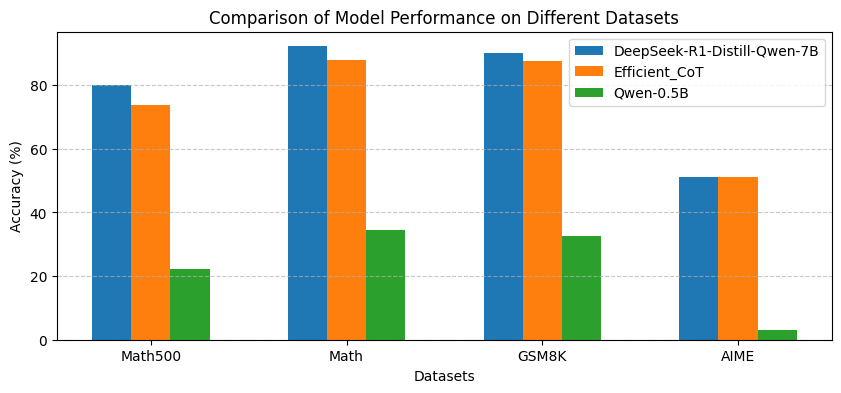 Comparison of Model Performance on Different Datasets
DeepSeek-R1-Distill-Qwen-7B
Efficient_CoT
Qwen-0.5B
Accuracy (%)
80
60
40
20
0
Math500
Math
GSM8K
AIME
Datasets